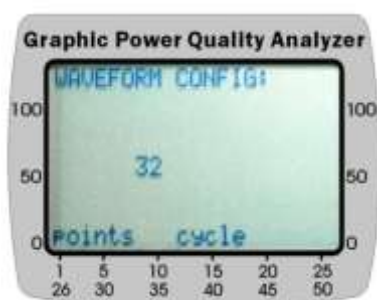 Graphic Power Quality Analyzer
WAVEFORM CONFIG:
100 100
32
50 50
points cycle
0 0
1 5 10 15 20 25
26 30 35 40 45 50